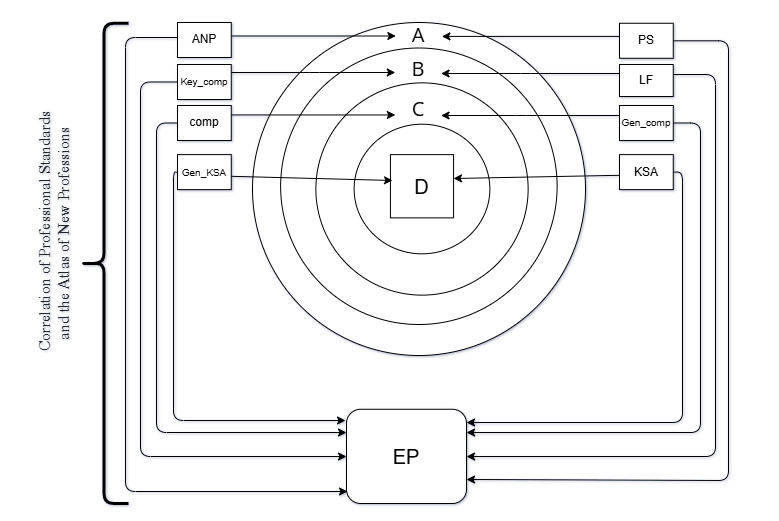 Correlation of Professional Standards
and the Atlas of New Professions
ANP
A
PS
Key_comp
B
LF
comp
C
Gen_comp
Gen_KSA
D
KSA
EP